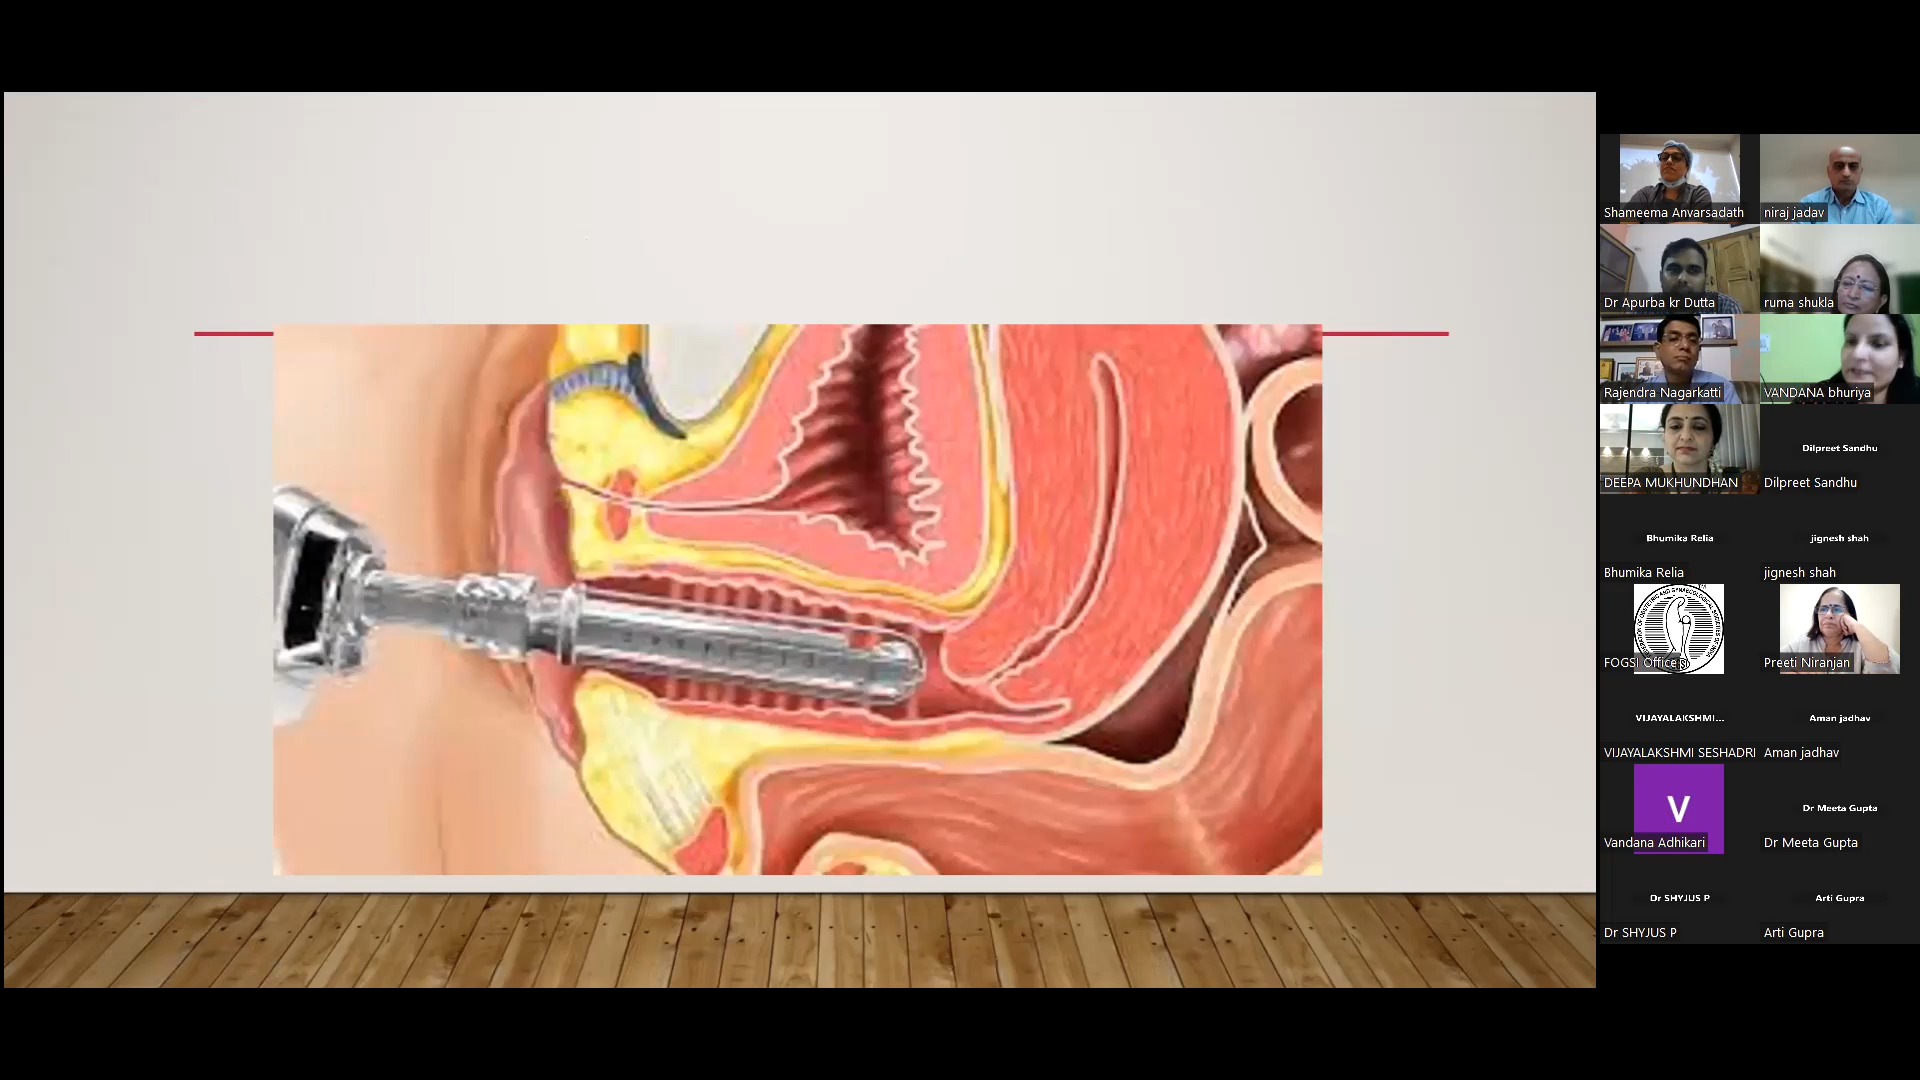 Shameema Anvarsadath
niraj jadav
Dr Apurba kr Dutta
ruma shukla
Rajendra Nagarkatti
VANDANA bhuriya
DEEPA MUKHUNDHAN
Dilpreet Sandhu
Dilpreet Sandhu
Bhumika Relia
Bhumika Relia
jignesh shah
jignesh shah
FOGSI Office
Preeti Niranjan
VIJAYALAKSHMI...
VIJAYALAKSHMI SESHADRI
Aman jadhav
Aman jadhav
V
Vandana Adhikari
Dr Meeta Gupta
Dr Meeta Gupta
Dr SHYJUS P
Dr SHYJUS P
Arti Gupra
Arti Gupra